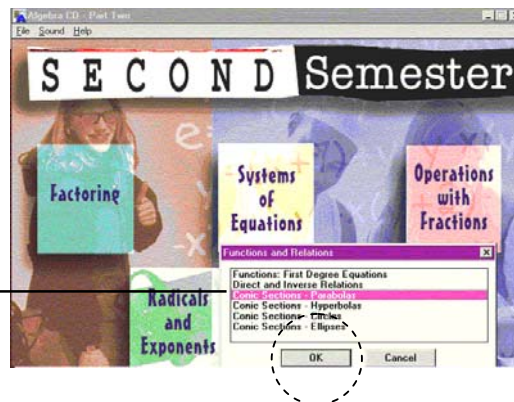 Algebra CD - Part Two
File Sound Help
SECOND Semester
Factoring
Systems
of
Equations
Operations
with
Fractions
Radicals
and
Exponents
Functions and Relations
Functions: First Degree Equations
Direct and Inverse Relations
Conic Sections - Parabolas
Conic Sections - Hyperbolas
Conic Sections - Circles
Conic Sections - Ellipses
OK Cancel